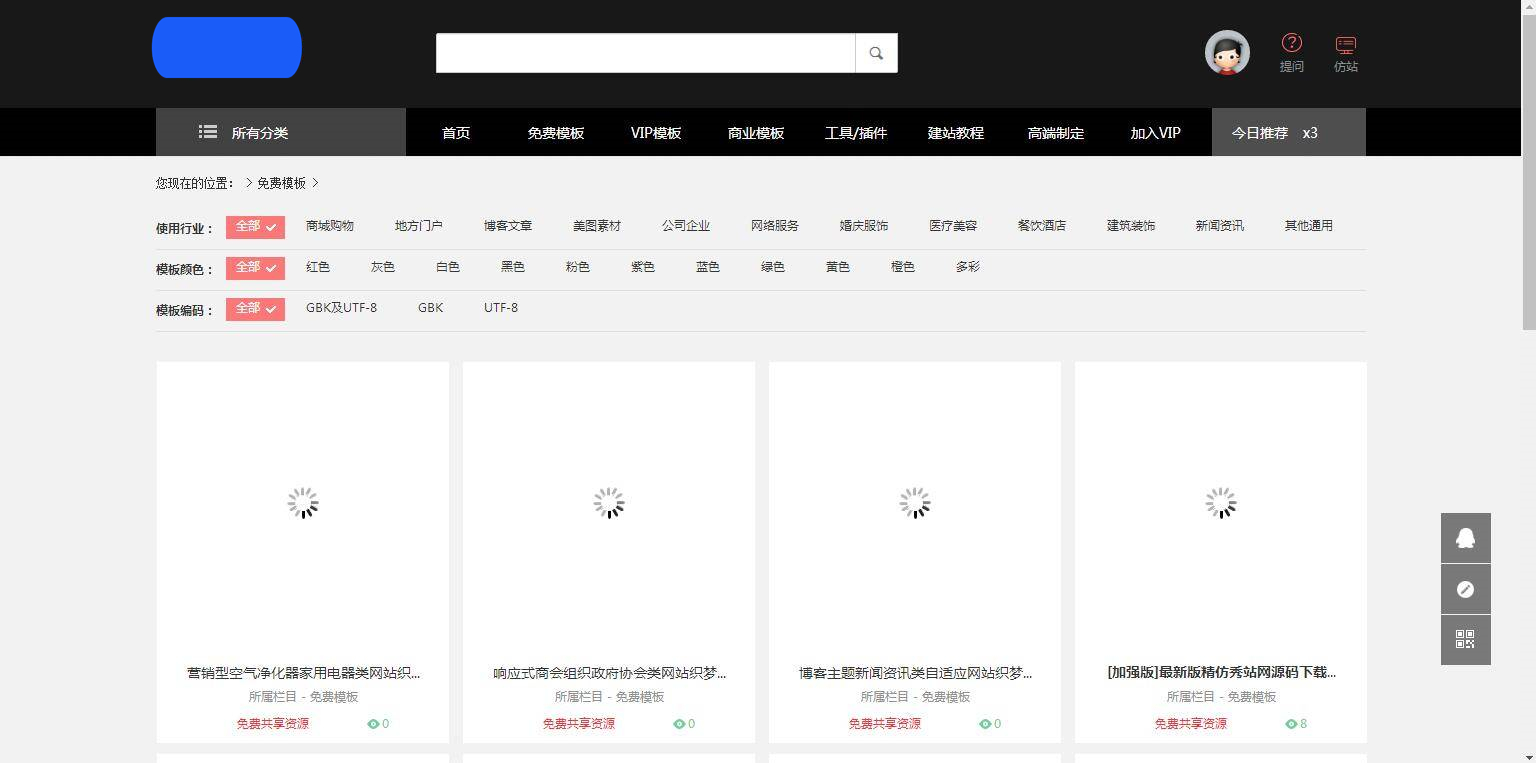 提问 仿站
所有分类 首页 免费模板 VIP模板 商业模板 工具/插件 建站教程 高端制定 加入VIP 今日推荐 x3
您现在的位置： > 免费模板 >
使用行业： 全部 商城购物 地方门户 博客文章 美图素材 公司企业 网络服务 婚庆服饰 医疗美容 餐饮酒店 建筑装饰 新闻资讯 其他通用
模板颜色： 全部 红色 灰色 白色 黑色 粉色 紫色 蓝色 绿色 黄色 橙色 多彩
模板编码： 全部 GBK及UTF-8 GBK UTF-8
营销型空气净化器家用电器类网站织...
所属栏目 - 免费模板
免费共享资源 0
响应式商会组织政府协会类网站织梦...
所属栏目 - 免费模板
免费共享资源 0
博客主题新闻资讯类自适应网站织梦...
所属栏目 - 免费模板
免费共享资源 0
[加强版]最新版精仿秀站网源码下载...
所属栏目 - 免费模板
免费共享资源 8